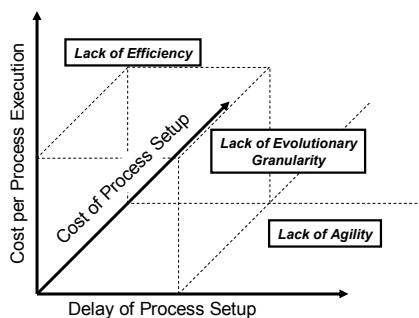 Lack of Efficiency
Cost per Process Execution
Cost of Process Setup
Lack of Evolutionary
Granularity
Lack of Agility
Delay of Process Setup